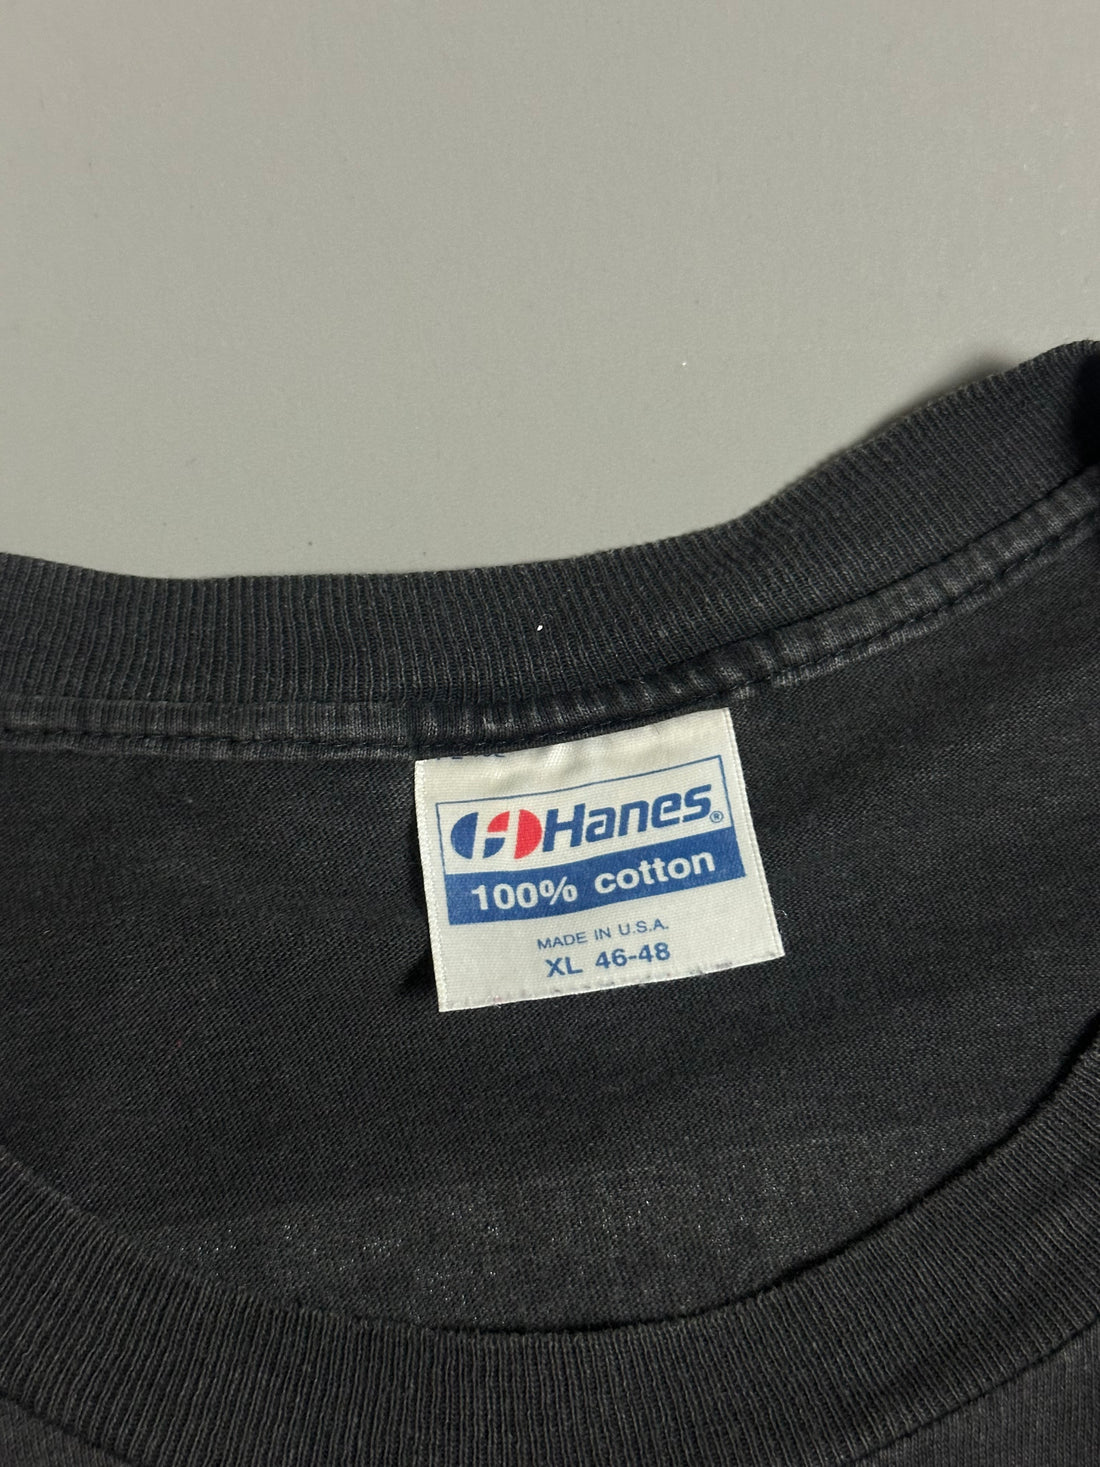 Hanes®
100% cotton
MADE IN U.S.A.
XL 46-48